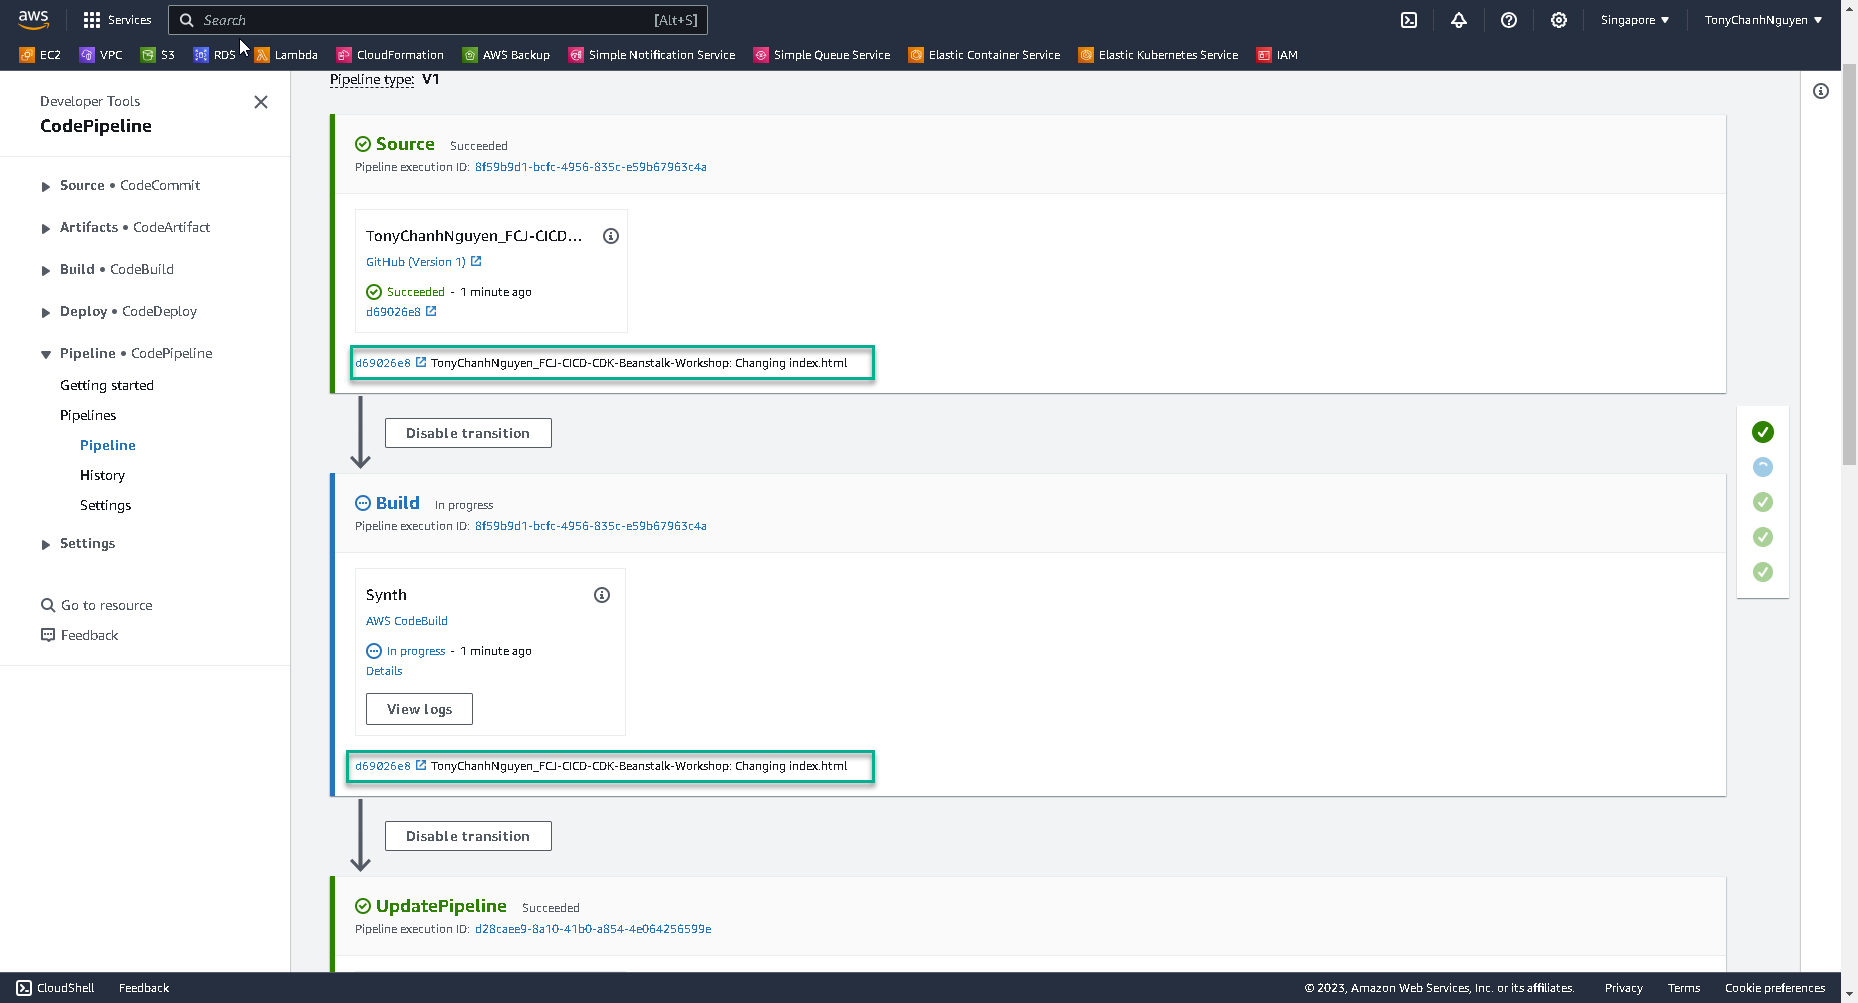 aws
Services
Search
[Alt+S]
Singapore
TonyChanhNguyen
EC2
VPC
S3
RDS
Lambda
CloudFormation
AWS Backup
Simple Notification Service
Simple Queue Service
Elastic Container Service
Elastic Kubernetes Service
IAM
Developer Tools
CodePipeline
Source • CodeCommit
Artifacts • CodeArtifact
Build • CodeBuild
Deploy • CodeDeploy
Pipeline • CodePipeline
Getting started
Pipelines
Pipeline
History
Settings
Settings
Go to resource
Feedback
Pipeline type: V1
Source Succeeded
Pipeline execution ID: 8f59b9d1-bcfc-4956-835c-e59b67963c4a
TonyChanhNguyen_FCJ-CICD...
GitHub (Version 1)
Succeeded - 1 minute ago
d69026e8
d69026e8 TonyChanhNguyen_FCJ-CICD-CDK-Beanstalk-Workshop: Changing index.html
Disable transition
Build In progress
Pipeline execution ID: 8f59b9d1-bcfc-4956-835c-e59b67963c4a
Synth
AWS CodeBuild
In progress - 1 minute ago
Details
View logs
d69026e8 TonyChanhNguyen_FCJ-CICD-CDK-Beanstalk-Workshop: Changing index.html
Disable transition
UpdatePipeline Succeeded
Pipeline execution ID: d28caee9-8a10-41b0-a854-4e064256599e
CloudShell
Feedback
© 2023, Amazon Web Services, Inc. or its affiliates.
Privacy
Terms
Cookie preferences